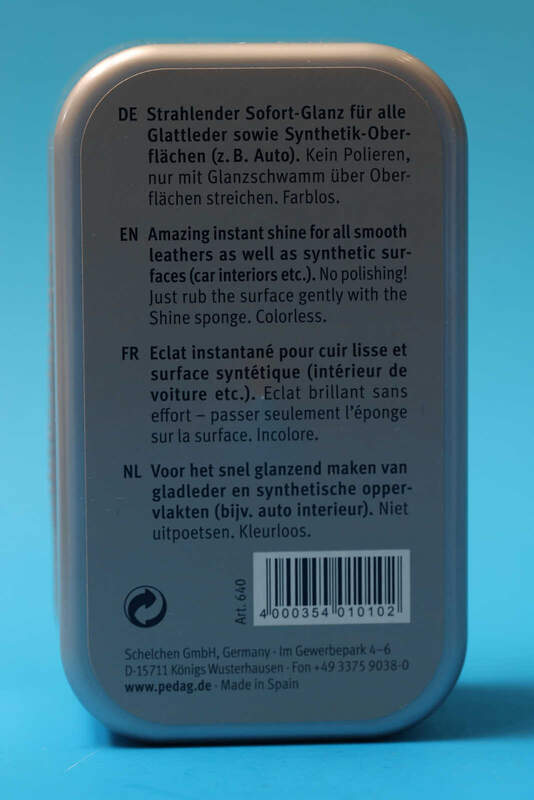 DE Strahlender Sofort-Glanz für alle
Glattleder sowie Synthetik-Ober-
flächen (z. B. Auto). Kein Polieren,
nur mit Glanzschwamm über Ober-
flächen streichen. Farblos.
EN Amazing instant shine for all smooth
leathers as well as synthetic sur-
faces (car interiors etc.). No polishing!
Just rub the surface gently with the
Shine sponge. Colorless.
FR Eclat instantané pour cuir lisse et
surface syntétique (intérieur de
voiture etc.). Eclat brillant sans
effort – passer seulement l'éponge
sur la surface. Incolore.
NL Voor het snel glanzend maken van
gladleder en synthetische opper-
vlakten (bijv. auto interieur). Niet
uitpoetsen. Kleurloos.
Art. 640
4 000354 010102
Schelchen GmbH, Germany · Im Gewerbepark 4–6
D-15711 Königs Wusterhausen · Fon +49 3375 9038-0
www.pedag.de · Made in Spain